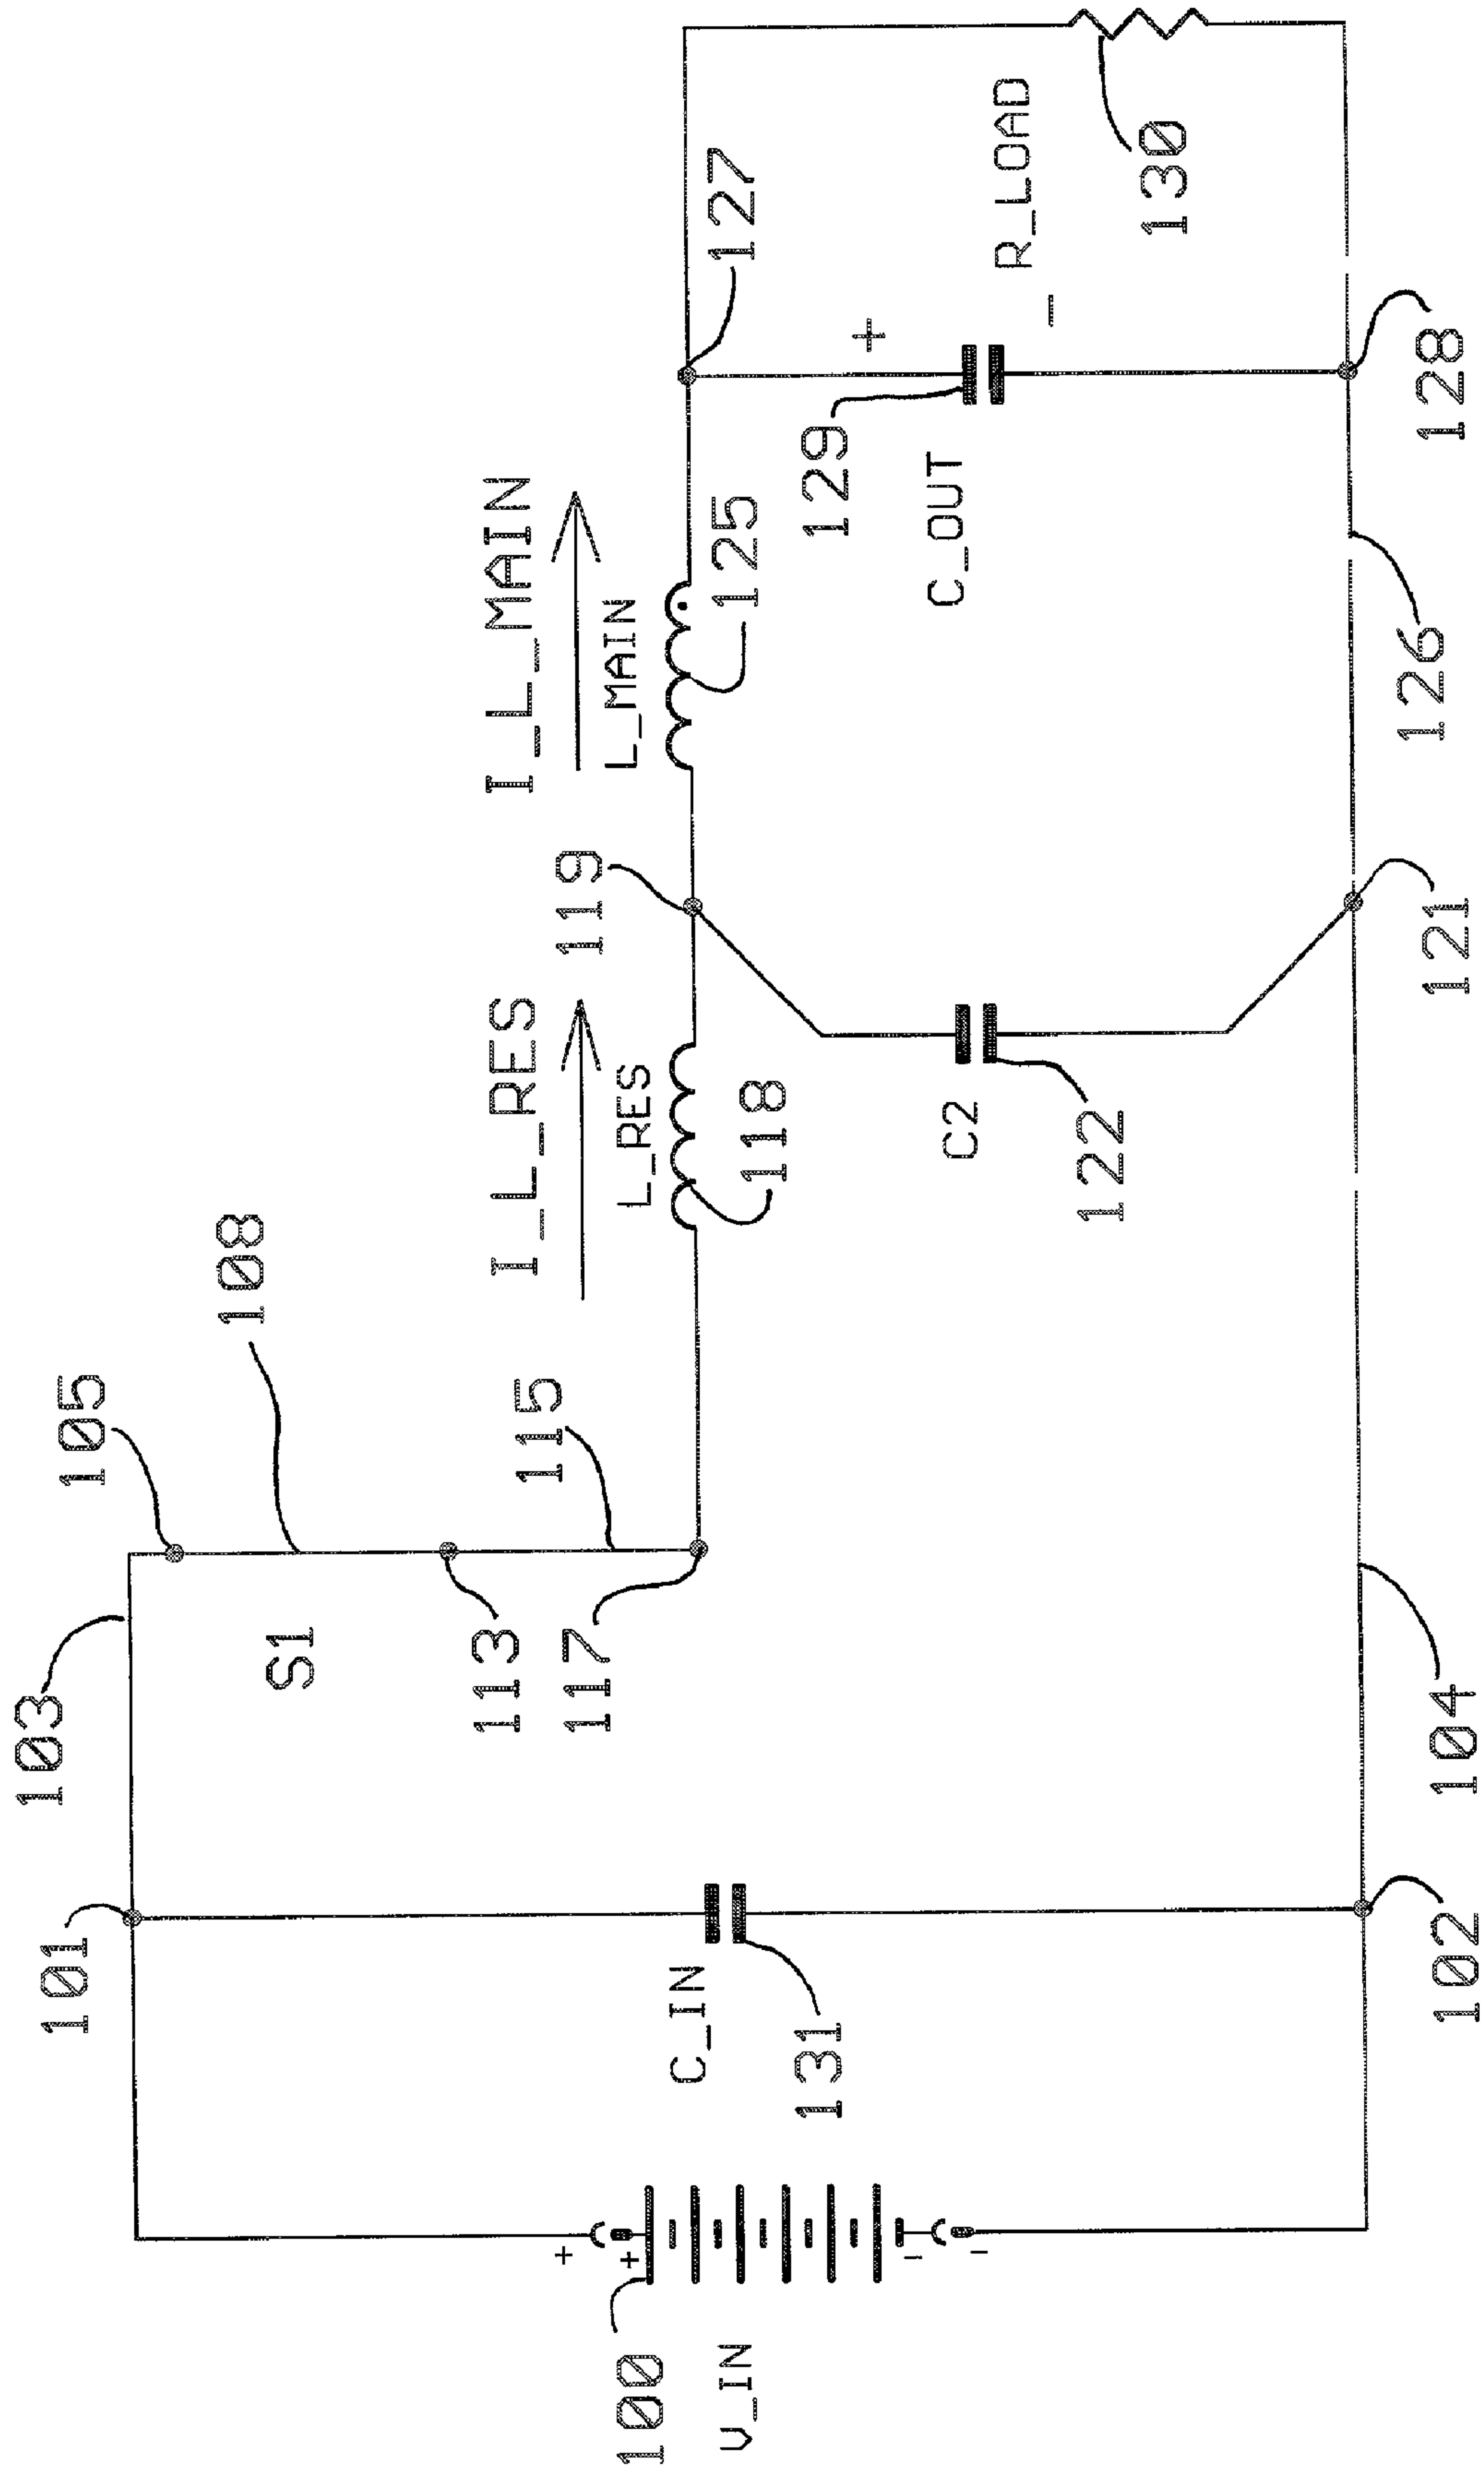 103
105
108
101
S1
113
115
117
I_L_RES
L_RES
118
119
I_L_MAIN
L_MAIN
125
127
+
+
100
V_IN
-
-
C_IN
131
C2
122
129
C_OUT
+
-
R_LOAD
130
102
104
121
126
128